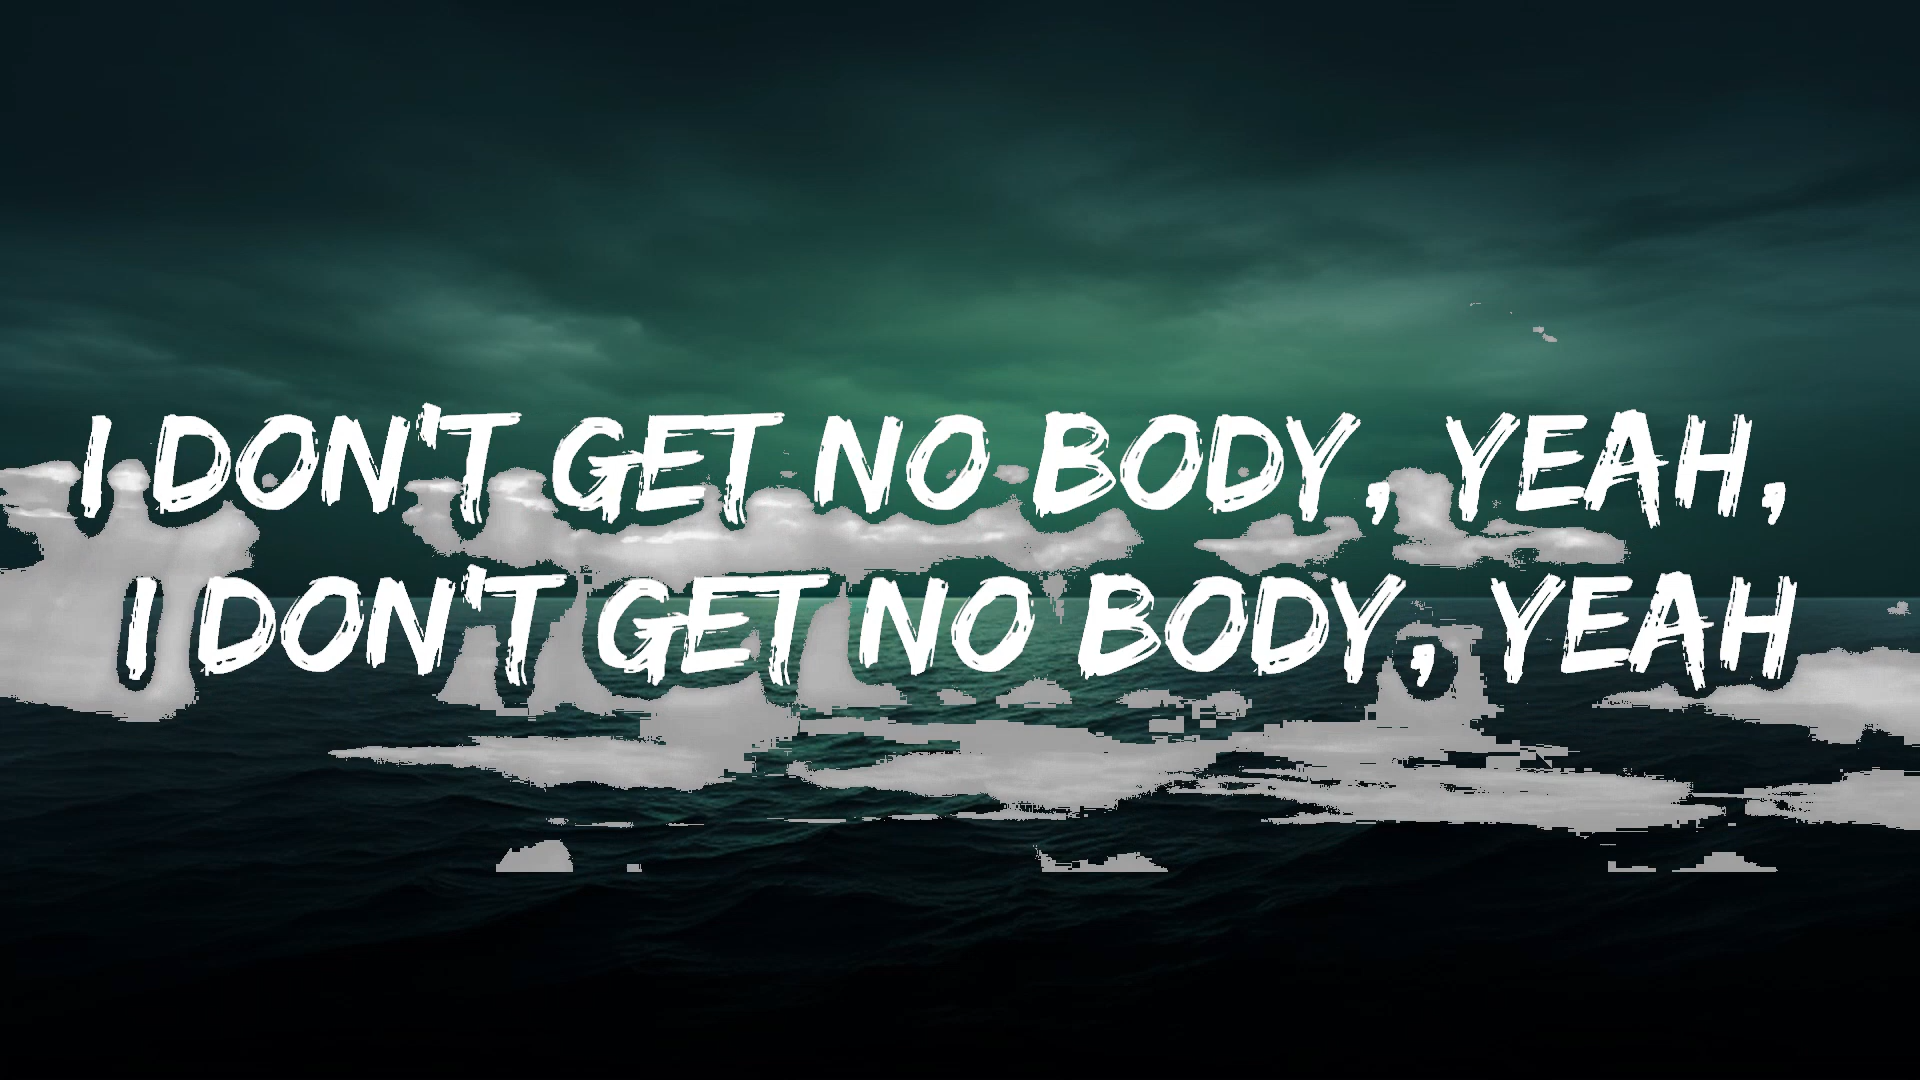 I DON'T GET NO BODY, YEAH,
I DON'T GET NO BODY, YEAH